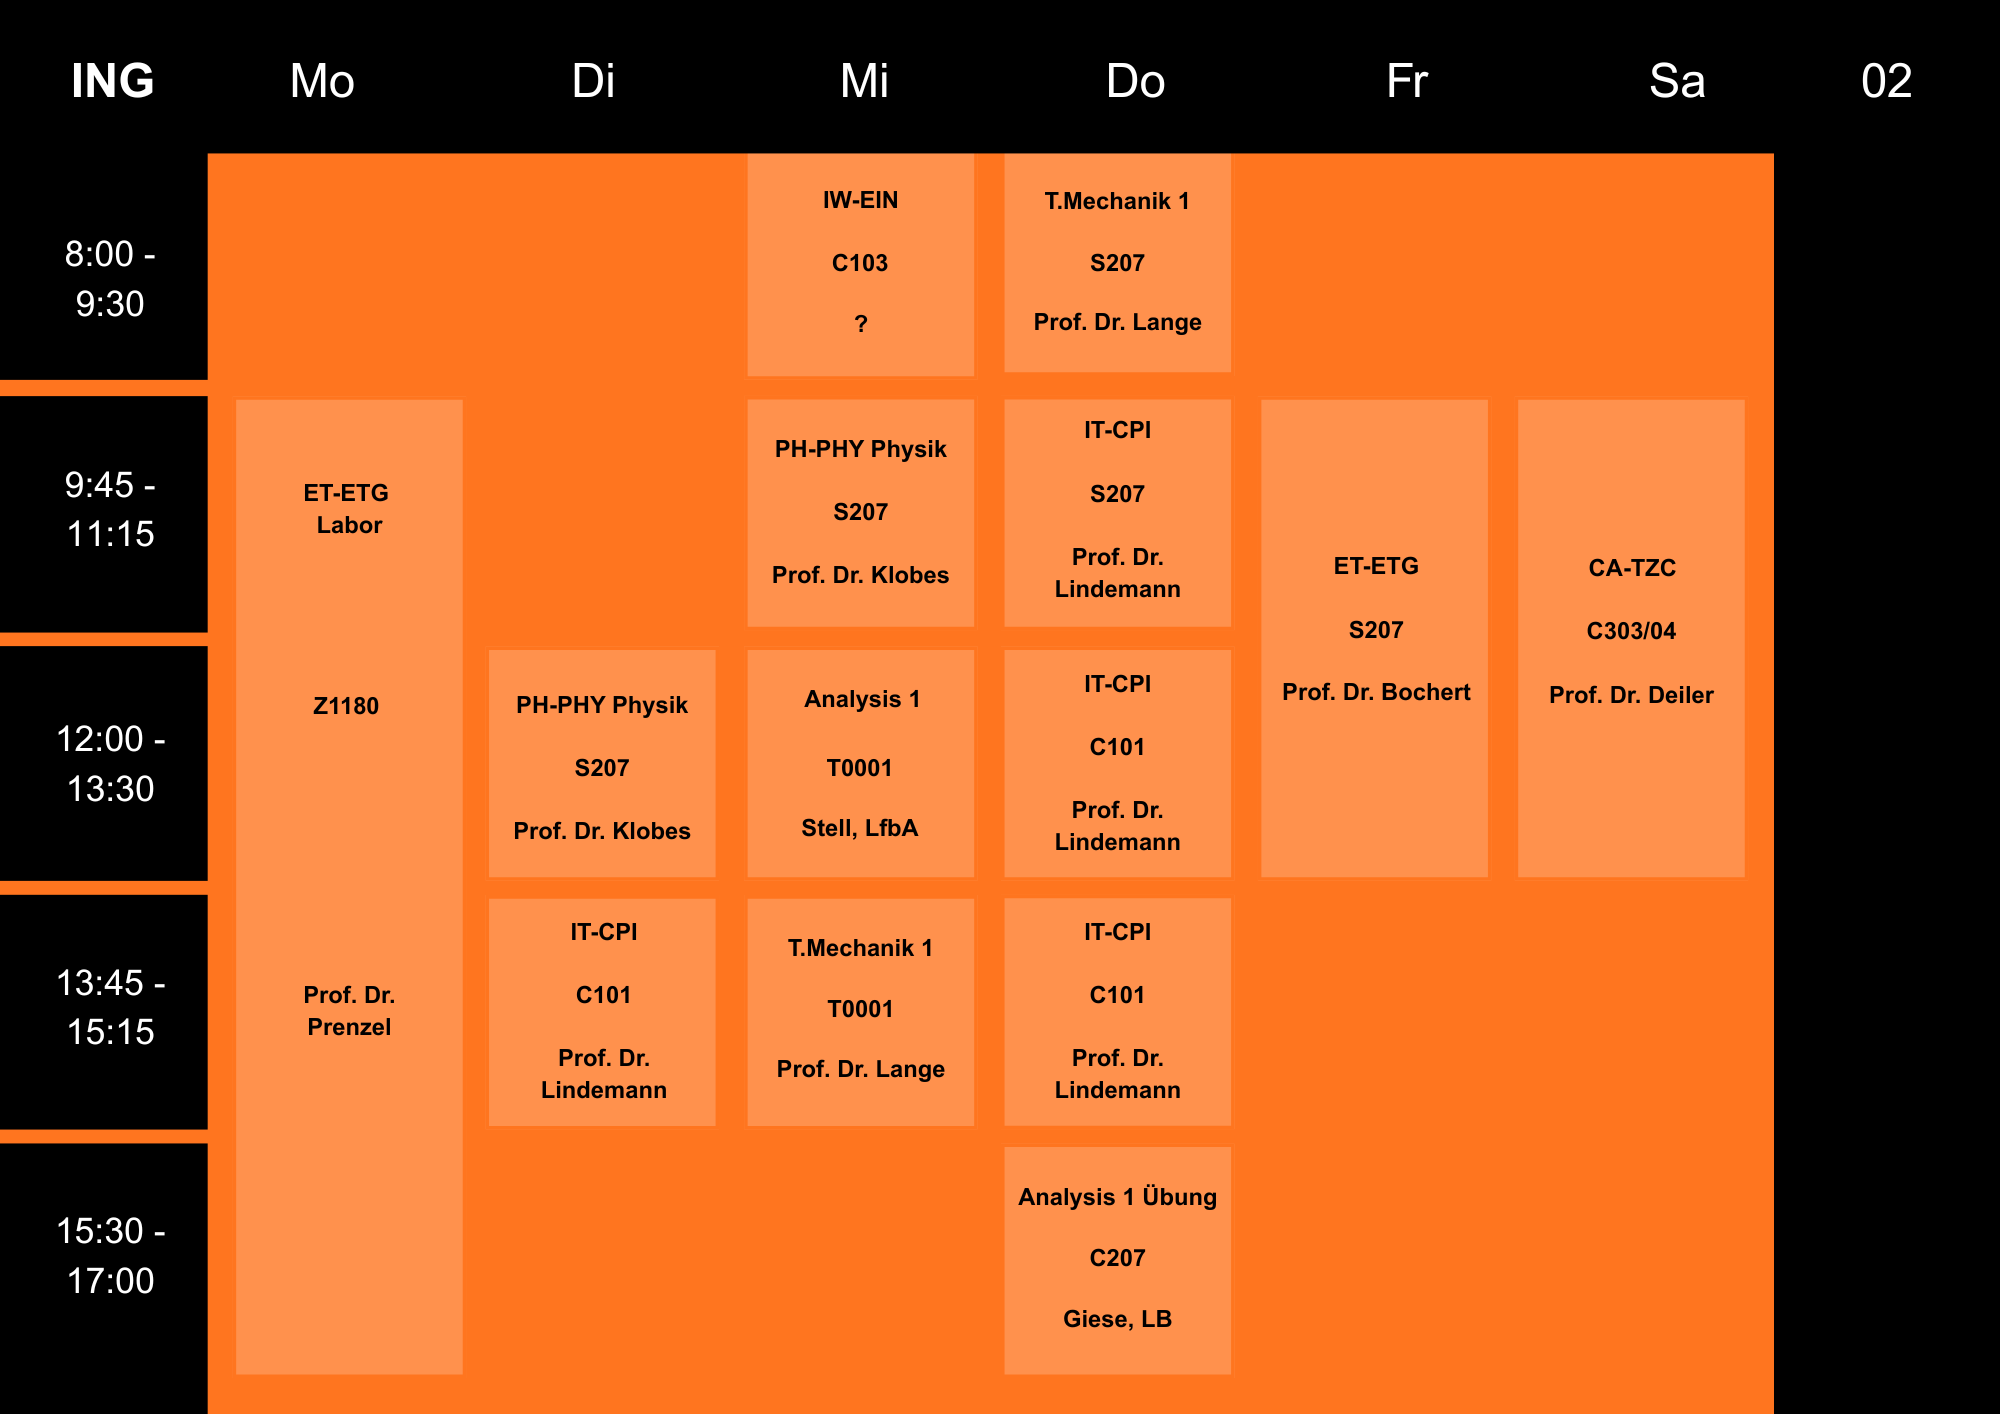 ING Mo Di Mi Do Fr Sa 02
8:00 -
9:30
IW-EIN
C103
?
T.Mechanik 1
S207
Prof. Dr. Lange
9:45 -
11:15
ET-ETG
Labor
Z1180
Prof. Dr.
Prenzel
PH-PHY Physik
S207
Prof. Dr. Klobes
IT-CPI
S207
Prof. Dr.
Lindemann
ET-ETG
S207
Prof. Dr. Bochert
CA-TZC
C303/04
Prof. Dr. Deiler
12:00 -
13:30
PH-PHY Physik
S207
Prof. Dr. Klobes
Analysis 1
T0001
Stell, LfbA
IT-CPI
C101
Prof. Dr.
Lindemann
13:45 -
15:15
IT-CPI
C101
Prof. Dr.
Lindemann
T.Mechanik 1
T0001
Prof. Dr. Lange
IT-CPI
C101
Prof. Dr.
Lindemann
15:30 -
17:00
Analysis 1 Übung
C207
Giese, LB